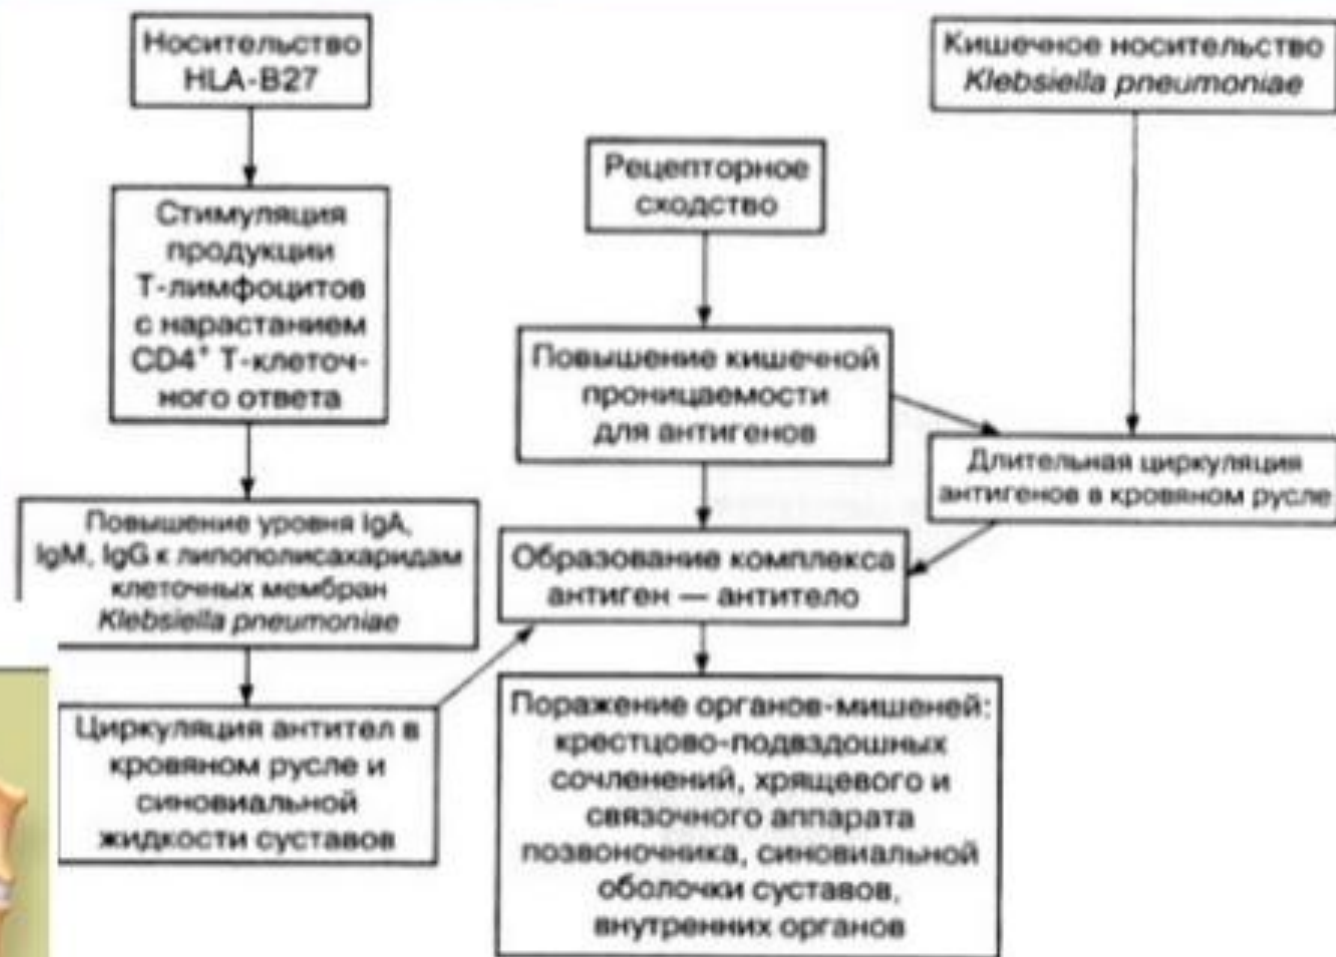 Носительство
HLA-B27
Кишечное носительство
Klebsiella pneumoniae
Рецепторное
сходство
Стимуляция
продукции
Т-лимфоцитов
с нарастанием
CD4⁺ Т-клеточ-
ного ответа
Повышение кишечной
проницаемости
для антигенов
Длительная циркуляция
антигенов в кровяном русле
Повышение уровня IgA,
IgM, IgG к липополисахаридам
клеточных мембран
Klebsiella pneumoniae
Образование комплекса
антиген — антитело
Циркуляция антител в
кровяном русле и
синовиальной
жидкости суставов
Поражение органов-мишеней:
крестцово-подвздошных
сочленений, хрящевого и
связочного аппарата
позвоночника, синовиальной
оболочки суставов,
внутренних органов